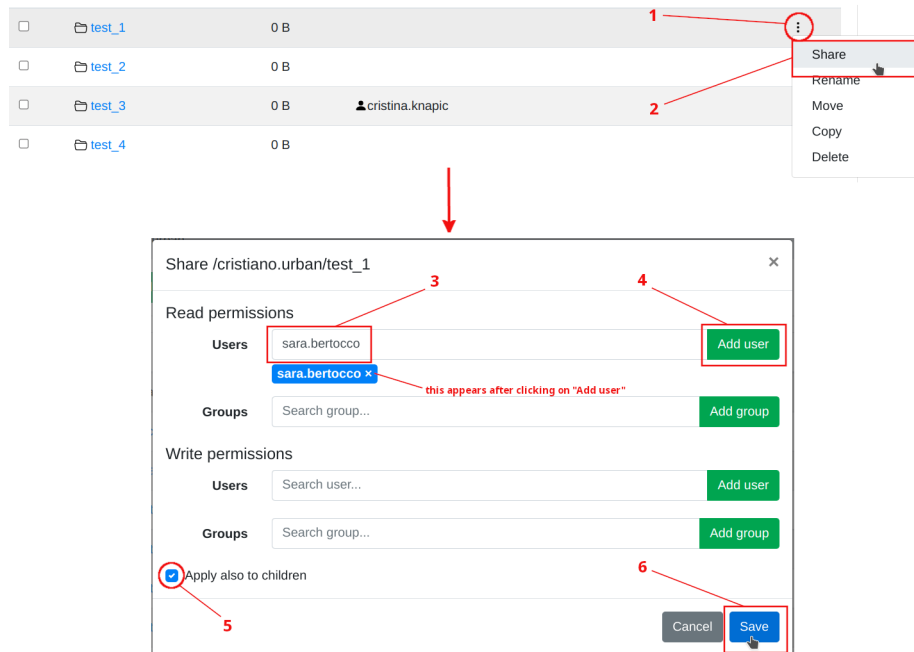 test_1 0 B 1
Share
test_2 0 B
Rename
test_3 0 B cristina.knapic 2
Move
Copy
test_4 0 B
Delete
Share /cristiano.urban/test_1 ×
3 4
Read permissions
Users sara.bertocco Add user
sara.bertocco ×
this appears after clicking on "Add user"
Groups Search group... Add group
Write permissions
Users Search user... Add user
Groups Search group... Add group
Apply also to children 6
5 Cancel Save